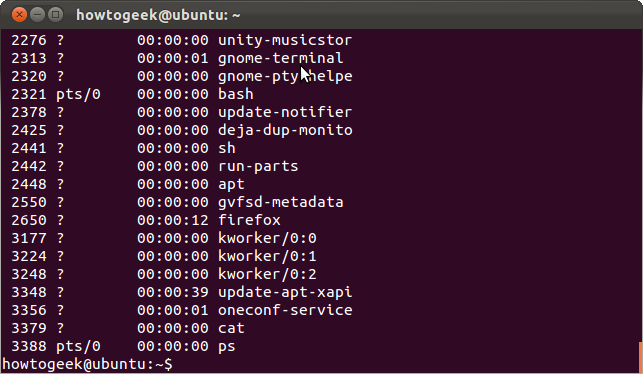 howtogeek@ubuntu: ~
2276 ? 00:00:00 unity-musicstor
2313 ? 00:00:01 gnome-terminal
2320 ? 00:00:00 gnome-pty-helpe
2321 pts/0 00:00:00 bash
2378 ? 00:00:00 update-notifier
2425 ? 00:00:00 deja-dup-monito
2441 ? 00:00:00 sh
2442 ? 00:00:00 run-parts
2448 ? 00:00:00 apt
2550 ? 00:00:00 gvfsd-metadata
2650 ? 00:00:12 firefox
3177 ? 00:00:00 kworker/0:0
3224 ? 00:00:00 kworker/0:1
3248 ? 00:00:00 kworker/0:2
3348 ? 00:00:39 update-apt-xapi
3356 ? 00:00:01 oneconf-service
3379 ? 00:00:00 cat
3388 pts/0 00:00:00 ps
howtogeek@ubuntu:~$